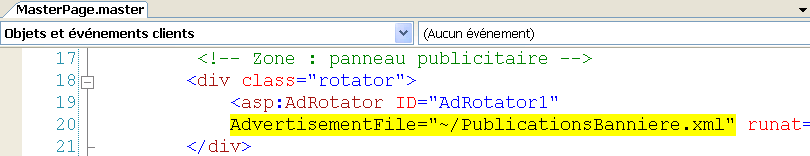 MasterPage.master
Objets et événements clients (Aucun événement)
17 <!-- Zone : panneau publicitaire -->
18 <div class="rotator">
19 <asp:AdRotator ID="AdRotator1"
20 AdvertisementFile="~/PublicationsBanniere.xml" runat=
21 </div>